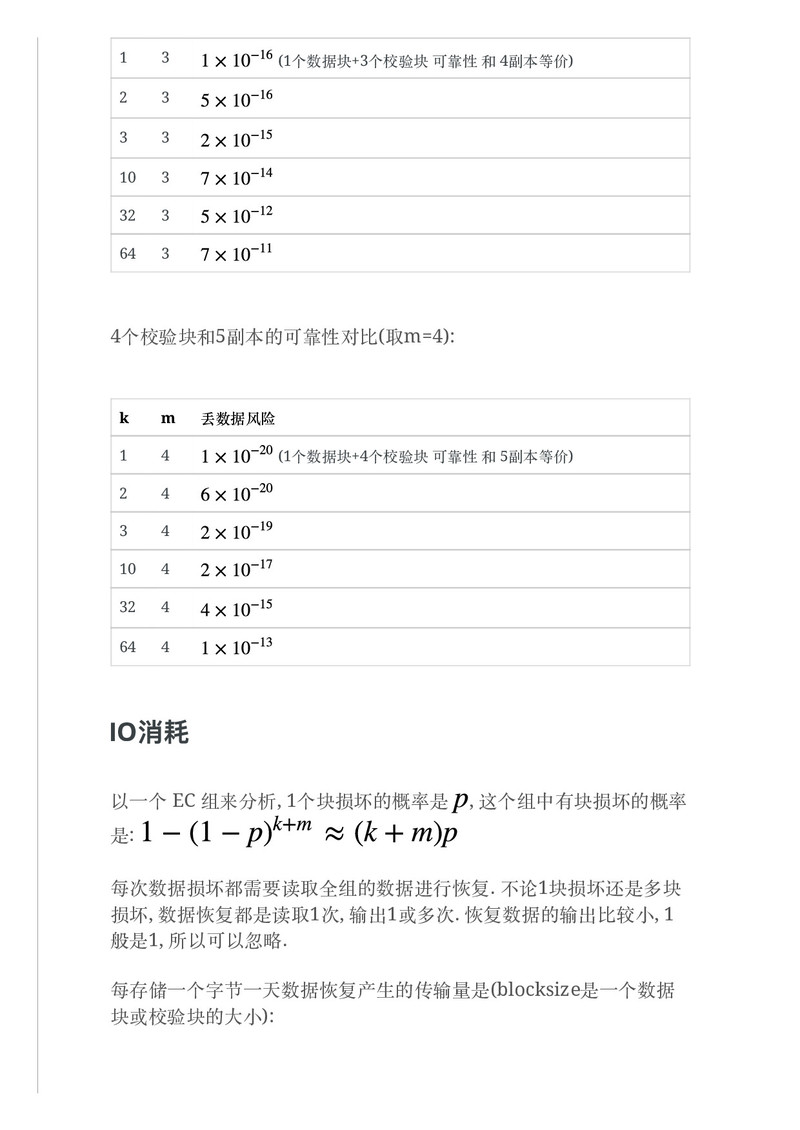 1 3 1 × 10⁻¹⁶ (1个数据块+3个校验块 可靠性 和 4副本等价)
2 3 5 × 10⁻¹⁶
3 3 2 × 10⁻¹⁵
10 3 7 × 10⁻¹⁴
32 3 5 × 10⁻¹²
64 3 7 × 10⁻¹¹
4个校验块和5副本的可靠性对比(取m=4):
k m 丢数据风险
1 4 1 × 10⁻²⁰ (1个数据块+4个校验块 可靠性 和 5副本等价)
2 4 6 × 10⁻²⁰
3 4 2 × 10⁻¹⁹
10 4 2 × 10⁻¹⁷
32 4 4 × 10⁻¹⁵
64 4 1 × 10⁻¹³
IO消耗
以一个 EC 组来分析, 1个块损坏的概率是 p, 这个组中有块损坏的概率
是: 1 − (1 − p)ᵏ⁺ᵐ ≈ (k + m)p
每次数据损坏都需要读取全组的数据进行恢复. 不论1块损坏还是多块
损坏, 数据恢复都是读取1次, 输出1或多次. 恢复数据的输出比较小, 1
般是1, 所以可以忽略.
每存储一个字节一天数据恢复产生的传输量是(blocksize是一个数据
块或校验块的大小):